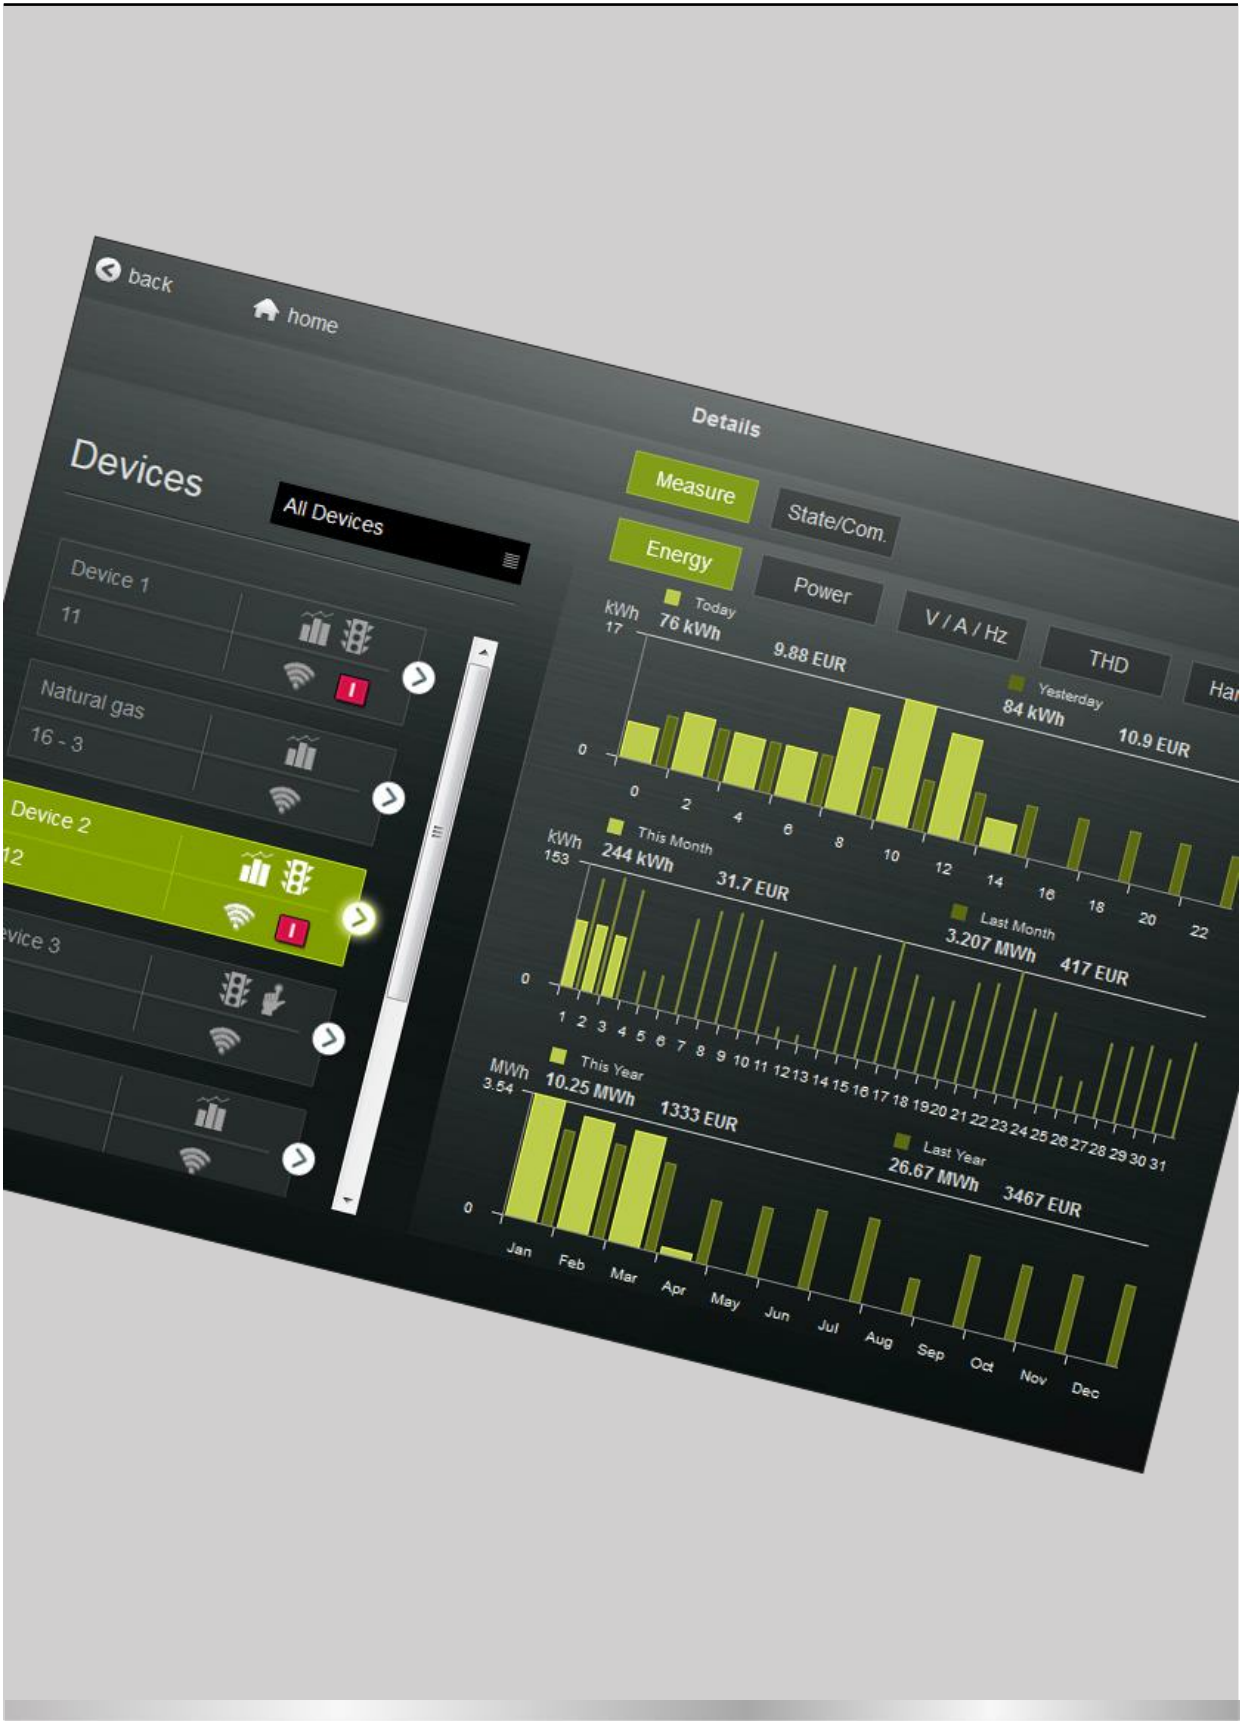 back
home
Details
Devices
All Devices
Device 1
11
Natural gas
16 - 3
Device 2
12
evice 3
Measure State/Com.
Energy Power V / A / Hz THD Har
kWh Today
17 76 kWh 9.88 EUR
Yesterday
84 kWh 10.9 EUR
0
0 2 4 6 8 10 12 14 16 18 20 22
kWh This Month
153 244 kWh 31.7 EUR
Last Month
3.207 MWh 417 EUR
0
1 2 3 4 5 6 7 8 9 10 11 12 13 14 15 16 17 18 19 20 21 22 23 24 25 26 27 28 29 30 31
MWh This Year
3.54 10.25 MWh 1333 EUR
Last Year
26.67 MWh 3467 EUR
0
Jan Feb Mar Apr May Jun Jul Aug Sep Oct Nov Dec